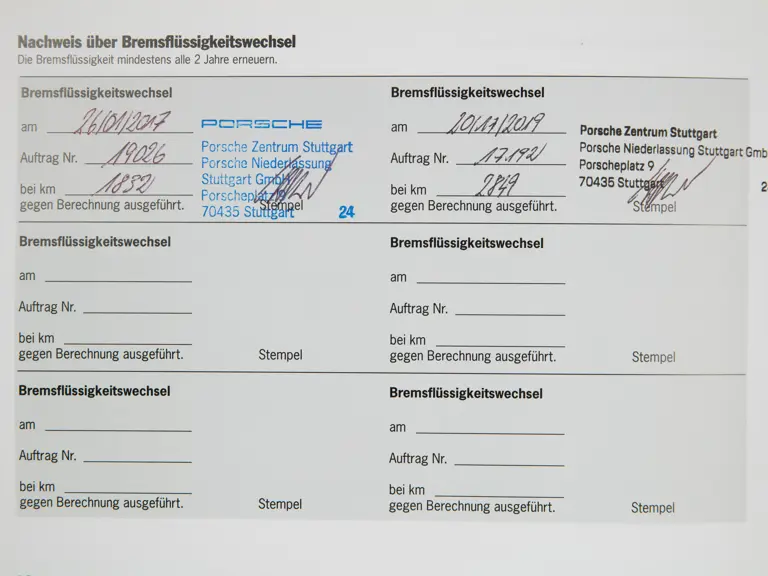 Nachweis über Bremsflüssigkeitswechsel
Die Bremsflüssigkeit mindestens alle 2 Jahre erneuern.
Bremsflüssigkeitswechsel
am 26/01/2017
Auftrag Nr. 19026
bei km 1832
gegen Berechnung ausgeführt.
Stempel
PORSCHE
Porsche Zentrum Stuttgart
Porsche Niederlassung
Stuttgart GmbH
Porscheplatz 9
70435 Stuttgart 24
Bremsflüssigkeitswechsel
am
Auftrag Nr. 17.192
bei km 2849
gegen Berechnung ausgeführt.
Stempel
Porsche Zentrum Stuttgart
Porsche Niederlassung Stuttgart Gmb
Porscheplatz 9
70435 Stuttgart
2
Bremsflüssigkeitswechsel
am
Auftrag Nr.
bei km
gegen Berechnung ausgeführt.
Stempel
Bremsflüssigkeitswechsel
am
Auftrag Nr.
bei km
gegen Berechnung ausgeführt.
Stempel
Bremsflüssigkeitswechsel
am
Auftrag Nr.
bei km
gegen Berechnung ausgeführt.
Stempel
Bremsflüssigkeitswechsel
am
Auftrag Nr.
bei km
gegen Berechnung ausgeführt.
Stempel